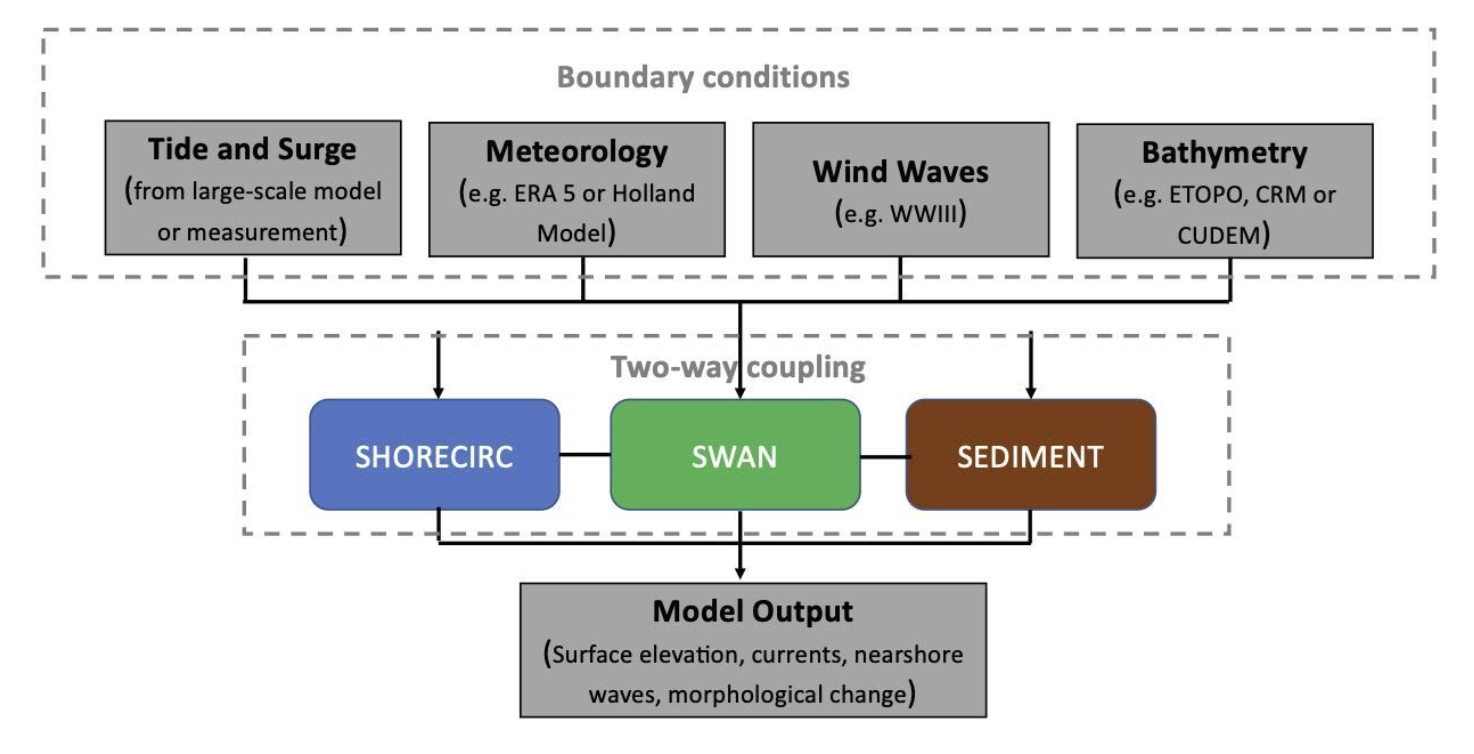 Boundary conditions
Tide and Surge
(from large-scale model
or measurement)
Meteorology
(e.g. ERA 5 or Holland
Model)
Wind Waves
(e.g. WWIII)
Bathymetry
(e.g. ETOPO, CRM or
CUDEM)
Two-way coupling
SHORECIRC
SWAN
SEDIMENT
Model Output
(Surface elevation, currents, nearshore
waves, morphological change)